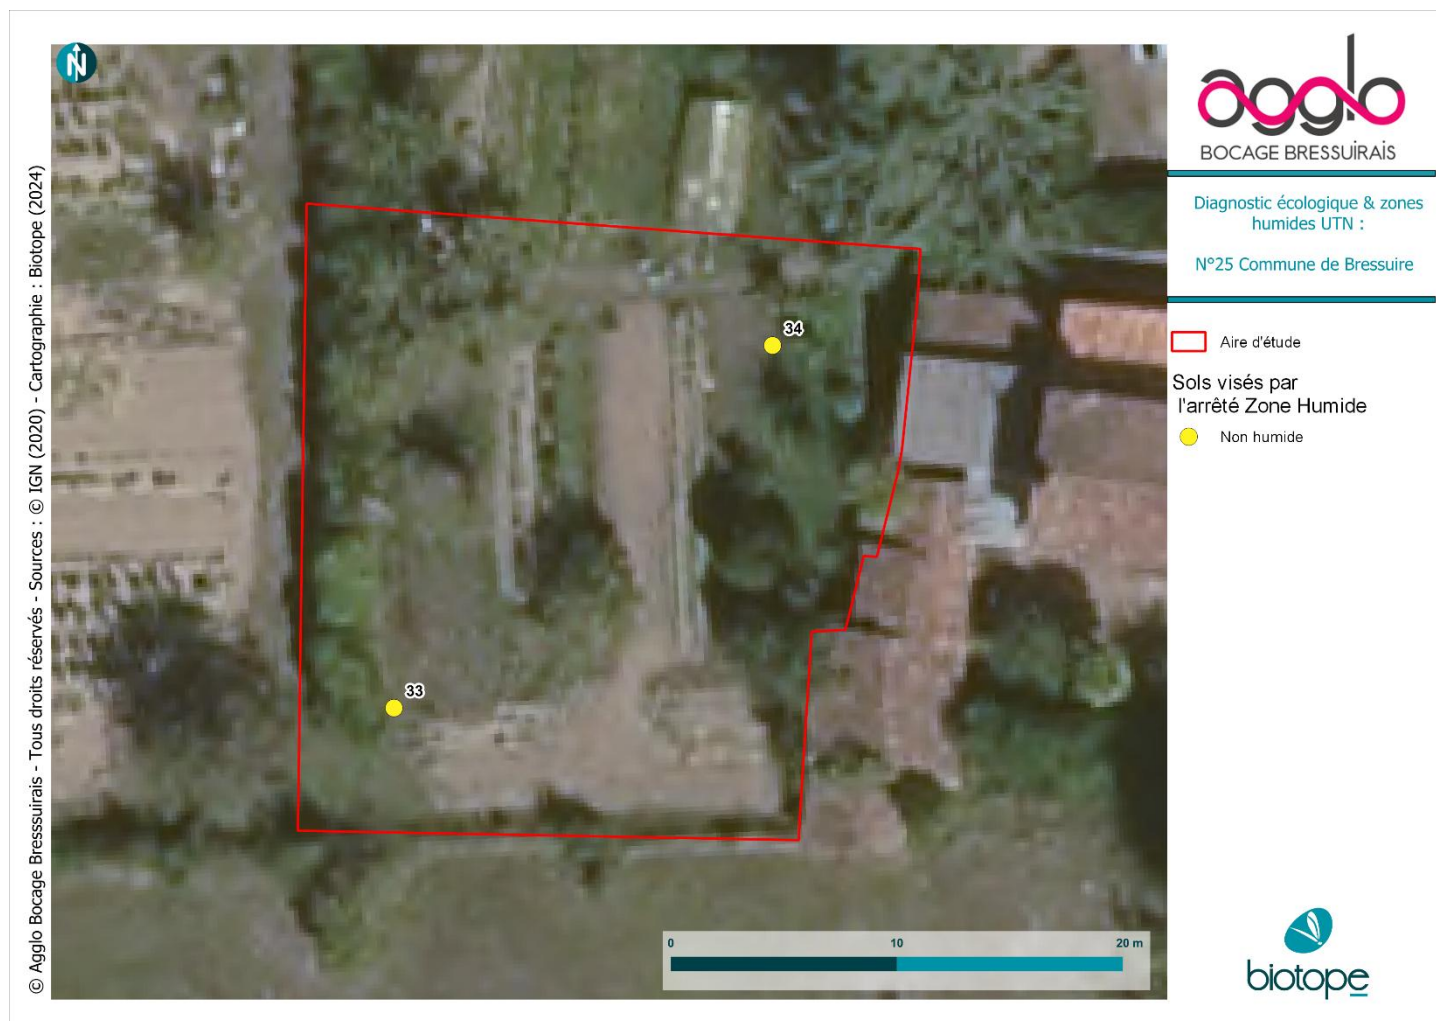 N
agglo
BOCAGE BRESSUIRAIS
Diagnostic écologique & zones
humides UTN :
N°25 Commune de Bressuire
Aire d'étude
Sols visés par
l'arrêté Zone Humide
Non humide
34
33
0 10 20 m
biotope
© Agglo Bocage Bresssuirais - Tous droits réservés - Sources : © IGN (2020) - Cartographie : Biotope (2024)